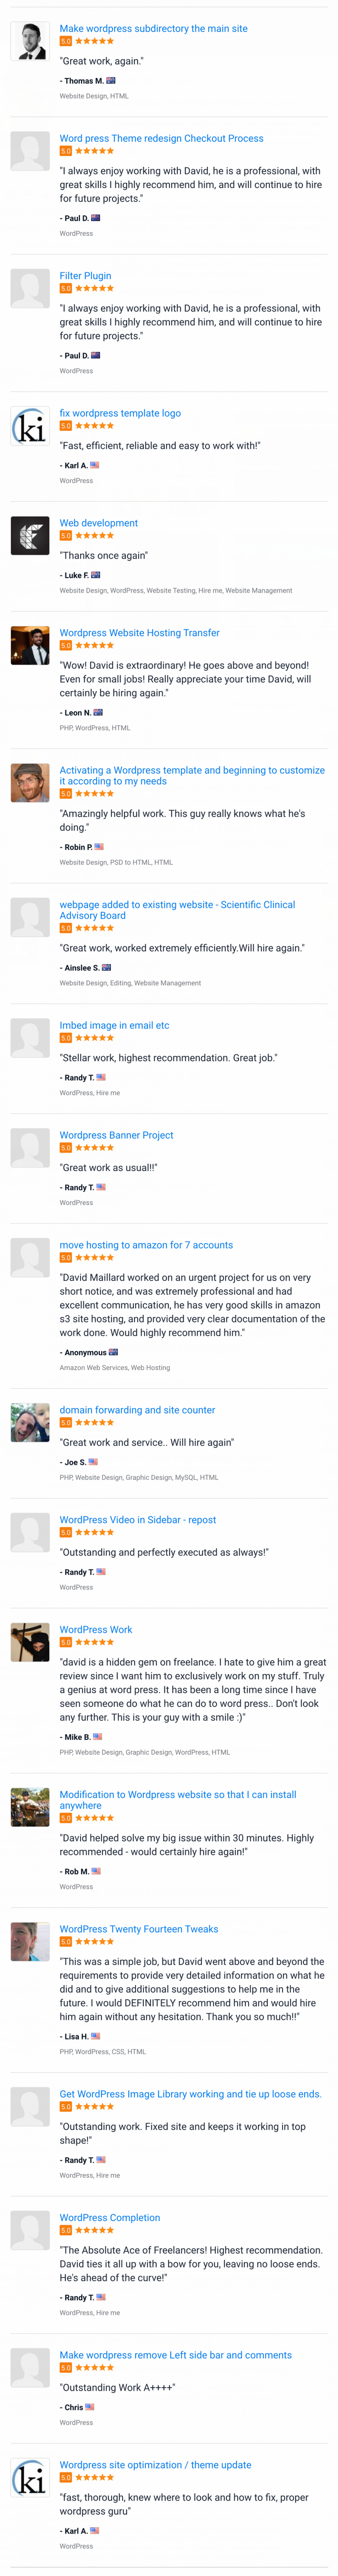 Make wordpress subdirectory the main site
5.0
"Great work, again."
- Thomas M.
Website Design, HTML
Word press Theme redesign Checkout Process
5.0
"I always enjoy working with David, he is a professional, with
great skills I highly recommend him, and will continue to hire
for future projects."
- Paul D.
WordPress
Filter Plugin
5.0
"I always enjoy working with David, he is a professional, with
great skills I highly recommend him, and will continue to hire
for future projects."
- Paul D.
WordPress
ki
fix wordpress template logo
5.0
"Fast, efficient, reliable and easy to work with!"
- Karl A.
WordPress
Web development
5.0
"Thanks once again"
- Luke F.
Website Design, WordPress, Website Testing, Hire me, Website Management
Wordpress Website Hosting Transfer
5.0
"Wow! David is extraordinary! He goes above and beyond!
Even for small jobs! Really appreciate your time David, will
certainly be hiring again."
- Leon N.
PHP, WordPress, HTML
Activating a Wordpress template and beginning to customize
it according to my needs
5.0
"Amazingly helpful work. This guy really knows what he's
doing."
- Robin P.
Website Design, PSD to HTML, HTML
webpage added to existing website - Scientific Clinical
Advisory Board
5.0
"Great work, worked extremely efficiently.Will hire again."
- Ainslee S.
Website Design, Editing, Website Management
Imbed image in email etc
5.0
"Stellar work, highest recommendation. Great job."
- Randy T.
WordPress, Hire me
Wordpress Banner Project
5.0
"Great work as usual!!"
- Randy T.
WordPress
move hosting to amazon for 7 accounts
5.0
"David Maillard worked on an urgent project for us on very
short notice, and was extremely professional and had
excellent communication, he has very good skills in amazon
s3 site hosting, and provided very clear documentation of the
work done. Would highly recommend him."
- Anonymous
Amazon Web Services, Web Hosting
domain forwarding and site counter
5.0
"Great work and service.. Will hire again"
- Joe S.
PHP, Website Design, Graphic Design, MySQL, HTML
WordPress Video in Sidebar - repost
5.0
"Outstanding and perfectly executed as always!"
- Randy T.
WordPress
WordPress Work
5.0
"david is a hidden gem on freelance. I hate to give him a great
review since I want him to exclusively work on my stuff. Truly
a genius at word press. It has been a long time since I have
seen someone do what he can do to word press.. Don't look
any further. This is your guy with a smile :)"
- Mike B.
PHP, Website Design, Graphic Design, WordPress, HTML
Modification to Wordpress website so that I can install
anywhere
5.0
"David helped solve my big issue within 30 minutes. Highly
recommended - would certainly hire again!"
- Rob M.
WordPress
WordPress Twenty Fourteen Tweaks
5.0
"This was a simple job, but David went above and beyond the
requirements to provide very detailed information on what he
did and to give additional suggestions to help me in the
future. I would DEFINITELY recommend him and would hire
him again without any hesitation. Thank you so much!!"
- Lisa H.
PHP, WordPress, CSS, HTML
Get WordPress Image Library working and tie up loose ends.
5.0
"Outstanding work. Fixed site and keeps it working in top
shape!"
- Randy T.
WordPress, Hire me
WordPress Completion
5.0
"The Absolute Ace of Freelancers! Highest recommendation.
David ties it all up with a bow for you, leaving no loose ends.
He's ahead of the curve!"
- Randy T.
WordPress, Hire me
Make wordpress remove Left side bar and comments
5.0
"Outstanding Work A++++"
- Chris
WordPress
ki
Wordpress site optimization / theme update
5.0
"fast, thorough, knew where to look and how to fix, proper
wordpress guru"
- Karl A.
WordPress